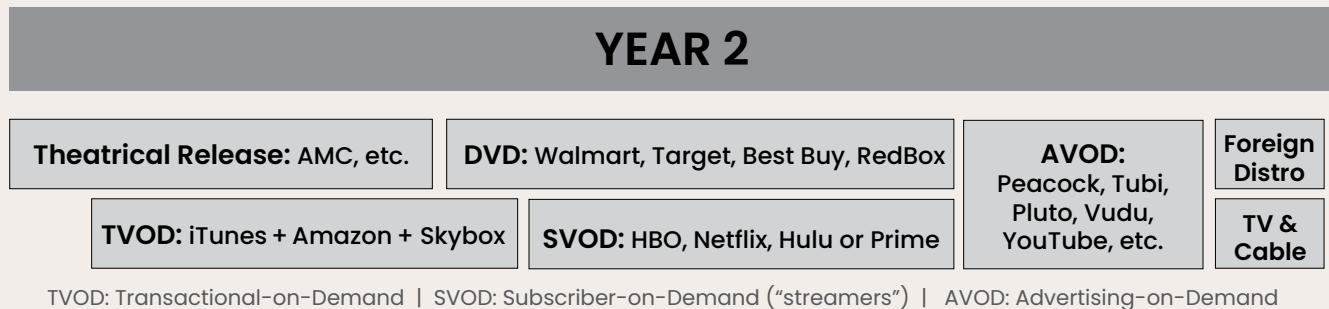 YEAR 2
Theatrical Release: AMC, etc.
DVD: Walmart, Target, Best Buy, RedBox
AVOD:
Peacock, Tubi,
Pluto, Vudu,
YouTube, etc.
Foreign
Distro
TVOD: iTunes + Amazon + Skybox
SVOD: HBO, Netflix, Hulu or Prime
TV &
Cable
TVOD: Transactional-on-Demand | SVOD: Subscriber-on-Demand (“streamers”) | AVOD: Advertising-on-Demand